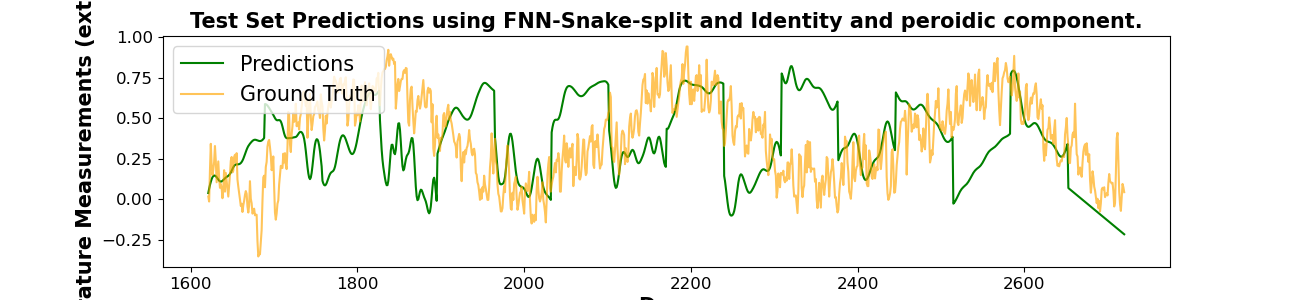 Test Set Predictions using FNN-Snake-split and Identity and peroidic component.
rature Measurements (ext
1.00
0.75
0.50
0.25
0.00
−0.25
Predictions
Ground Truth
1600 1800 2000 2200 2400 2600